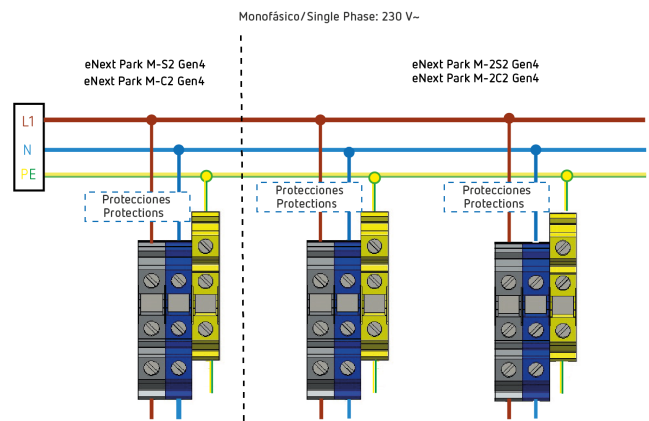 Monofásico/Single Phase: 230 V~
eNext Park M-S2 Gen4
eNext Park M-C2 Gen4
eNext Park M-2S2 Gen4
eNext Park M-2C2 Gen4
L1
N
PE
Protecciones
Protections
Protecciones
Protections
Protecciones
Protections